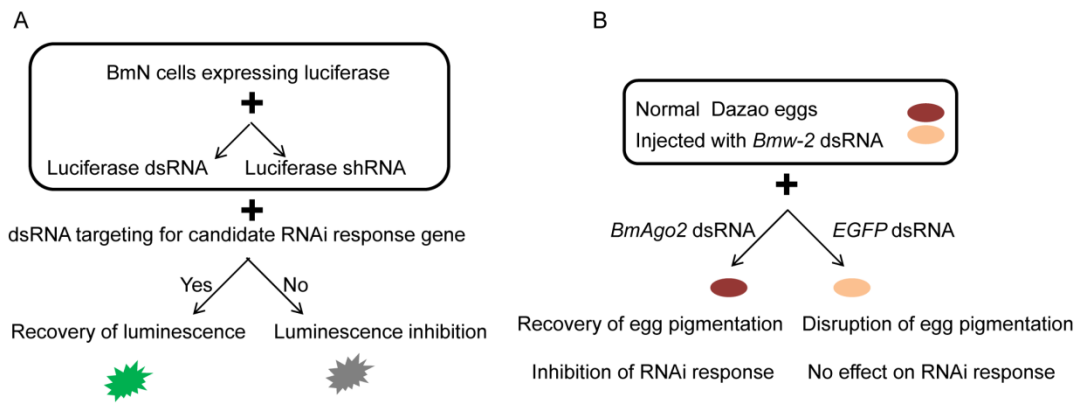 A
BmN cells expressing luciferase
+
Luciferase dsRNA
Luciferase shRNA
+
dsRNA targeting for candidate RNAi response gene
Yes
No
Recovery of luminescence
Luminescence inhibition
B
Normal Dazao eggs
Injected with Bmw-2 dsRNA
+
BmAgo2 dsRNA
EGFP dsRNA
Recovery of egg pigmentation
Disruption of egg pigmentation
Inhibition of RNAi response
No effect on RNAi response